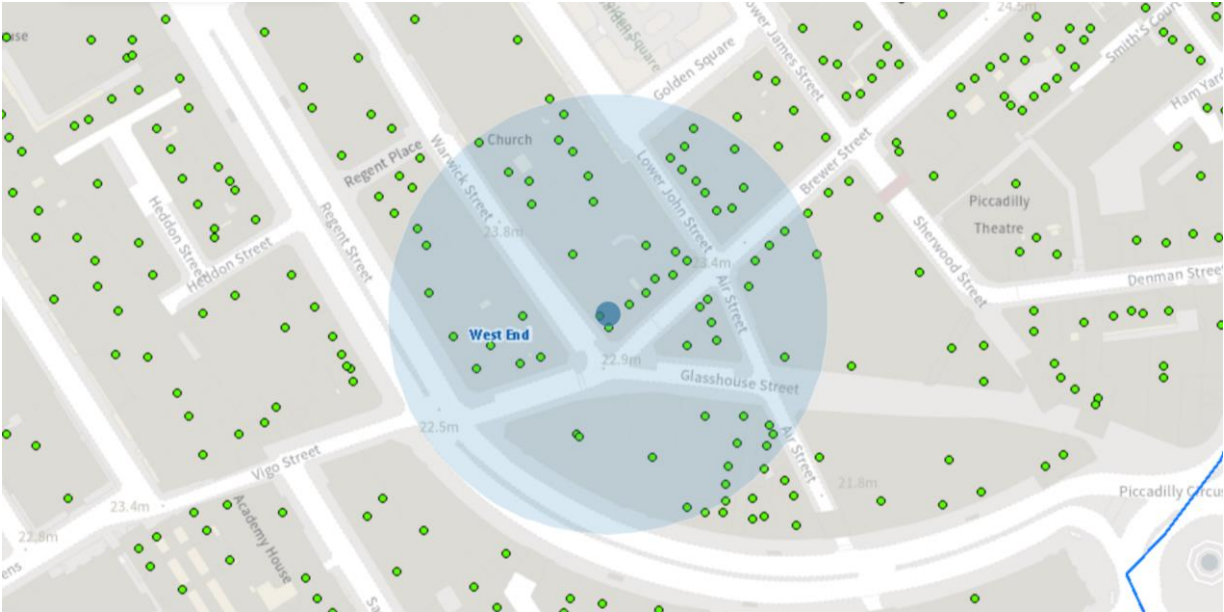 24.5m
Golden Square
Lower James Street
Smith's Court
Golden Square
Ham Yard
Church
Warwick Street
Regent Place
Lower John Street
Brewer Street
Piccadilly
Theatre
Heddon Street
Regent Street
23.8m
Sherwood Street
Heddon Street
23.4m
Denman Street
Air Street
West End
22.9m
Glasshouse Street
22.5m
Air Street
Vigo Street
21.8m
Piccadilly Circus
23.4m
Academy House
22.8m
ens